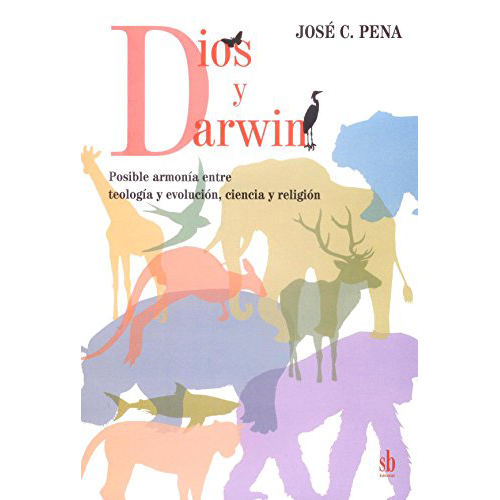 JOSÉ C. PENA
Dios
y
Darwin
Posible armonía entre
teología y evolución, ciencia y religión
sb